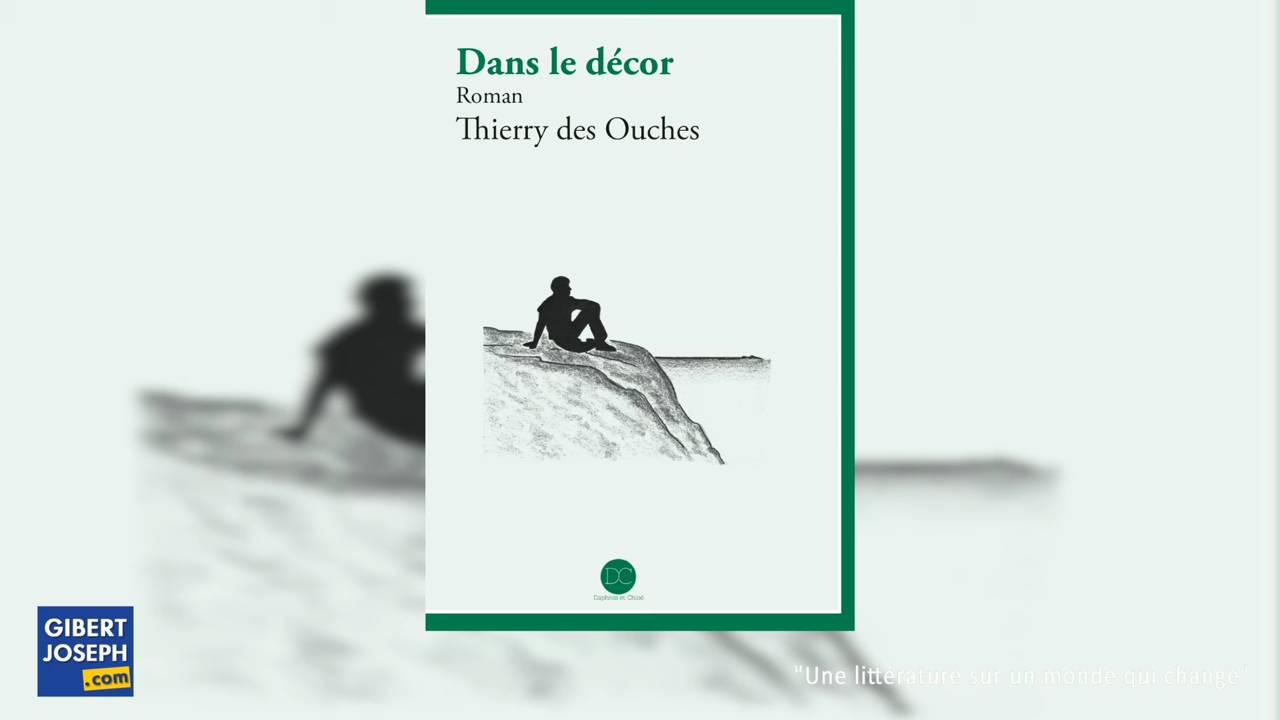 Dans le décor
Roman
Thierry des Ouches
DC
Daphnis et Chloé
GIBERT
JOSEPH
.com
"Une littérature sur un monde qui change"